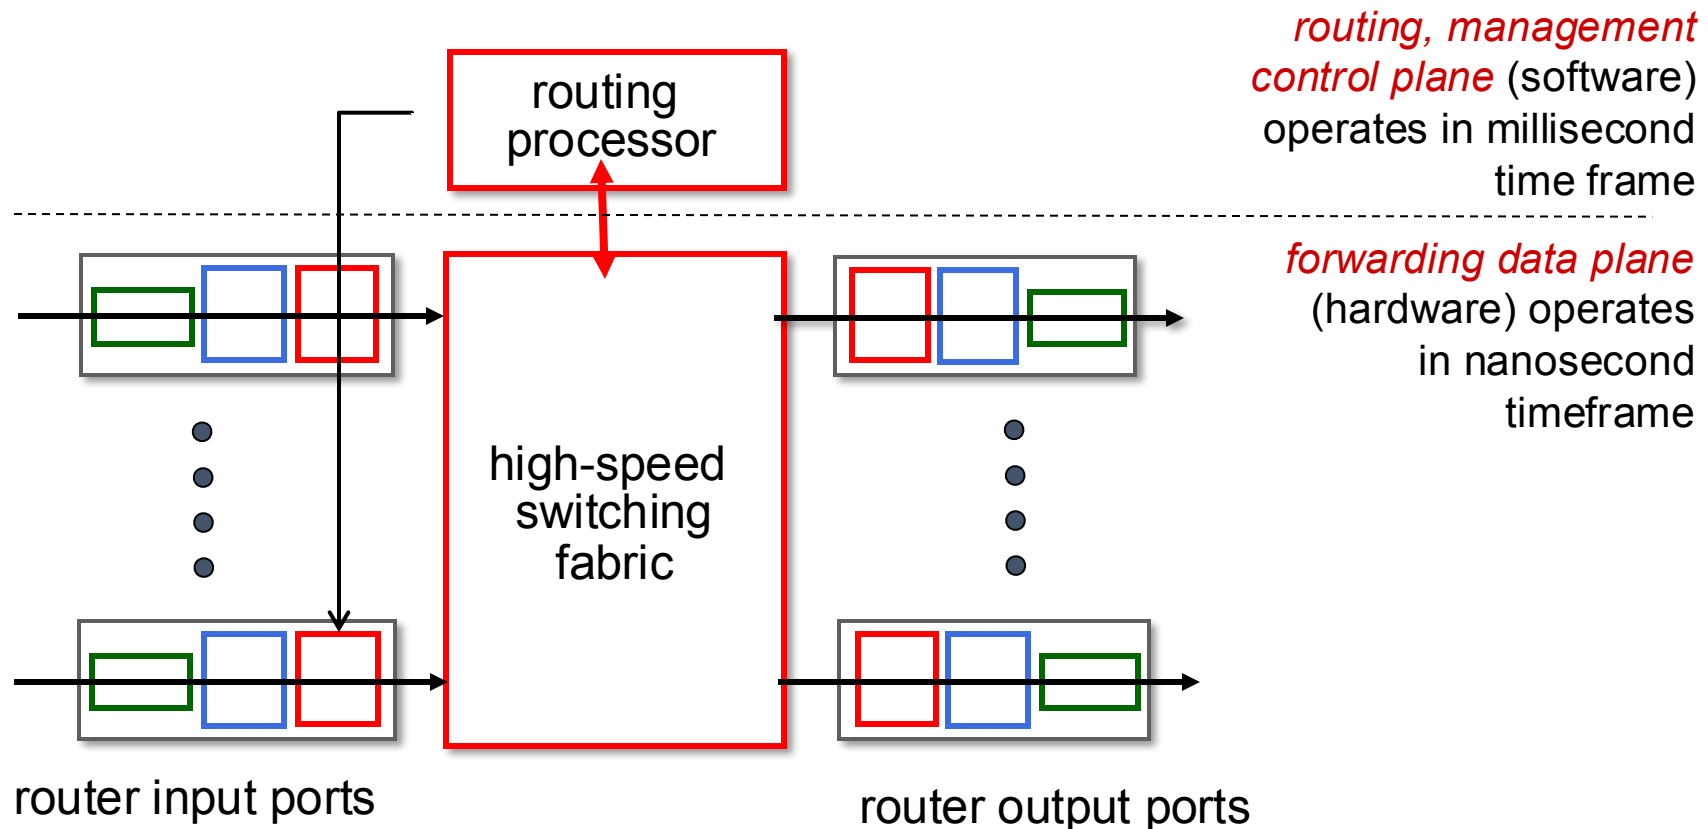 routing, management
control plane (software)
operates in millisecond
time frame
routing
processor
forwarding data plane
(hardware) operates
in nanosecond
timeframe
high-speed
switching
fabric
router input ports
router output ports